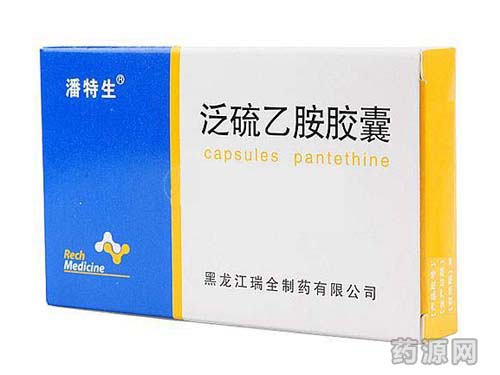 潘特生®
泛硫乙胺胶囊
capsules pantethine
Rech
Medicine
黑龙江瑞全制药有限公司
药源网